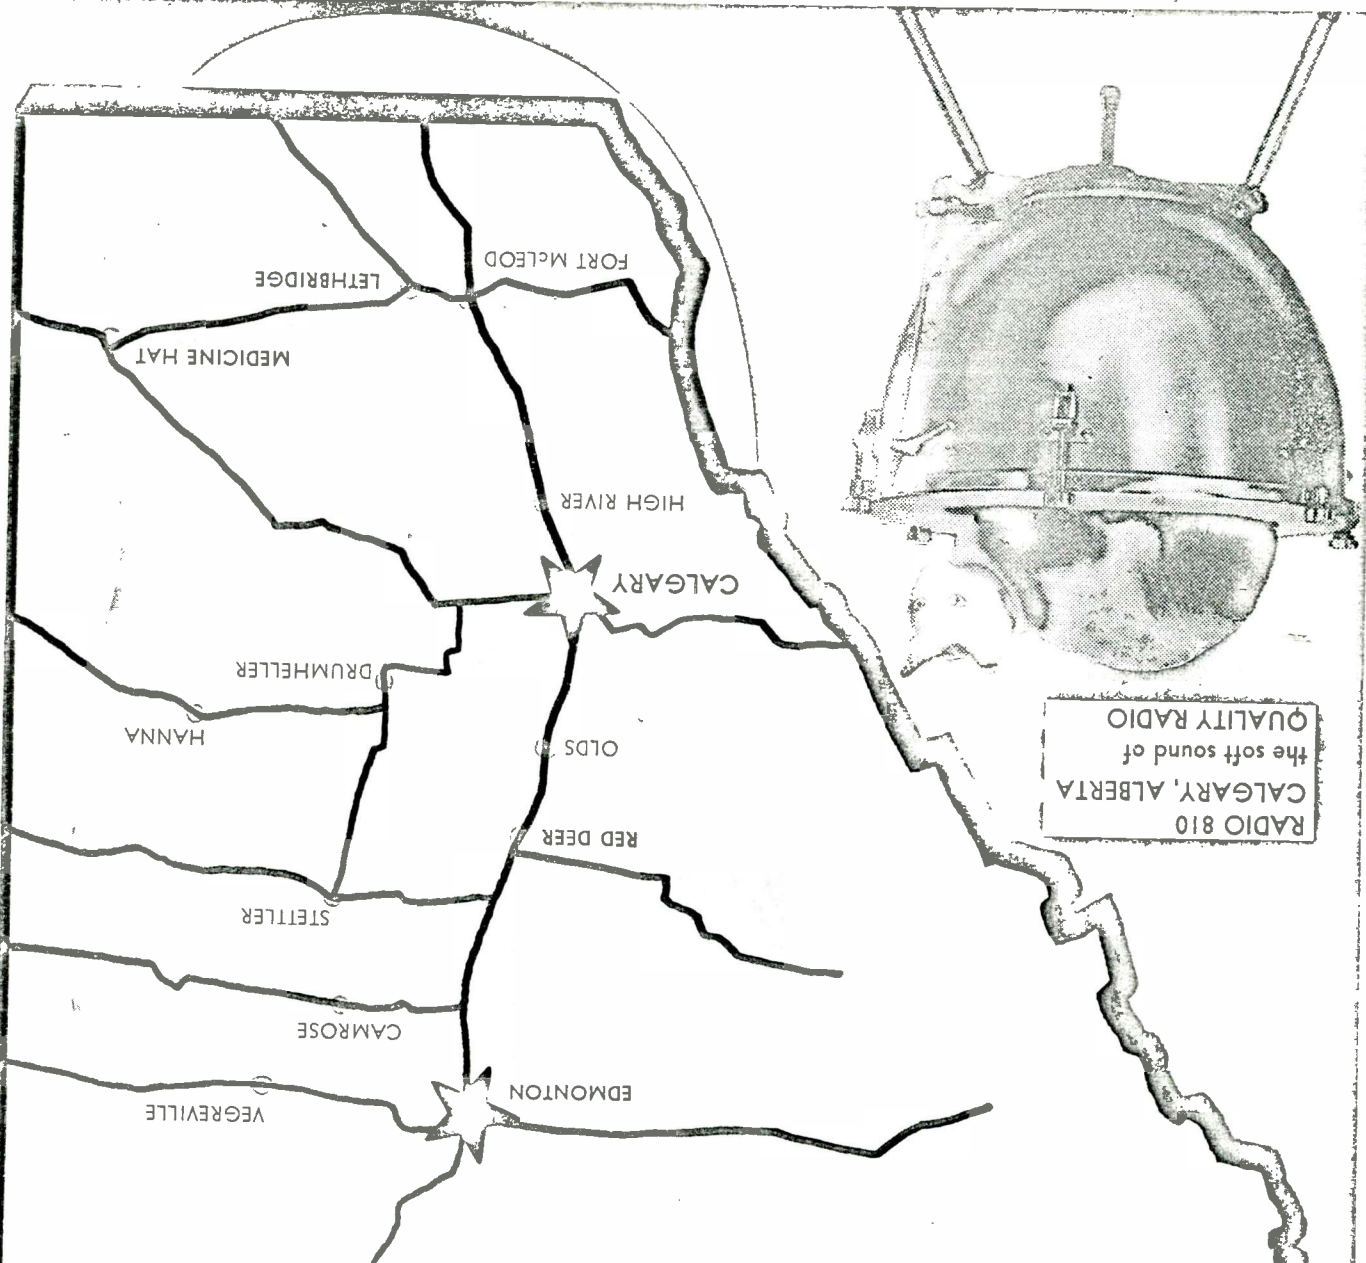 EDMONTON
VEGREVILLE
CAMROSE
STETTLER
RADIO 810
CALGARY, ALBERTA
the soft sound of
QUALITY RADIO
RED DEER
OLDS
HANNA
DRUMHELLER
CALGARY
HIGH RIVER
MEDICINE HAT
LETHBRIDGE
FORT McLEOD